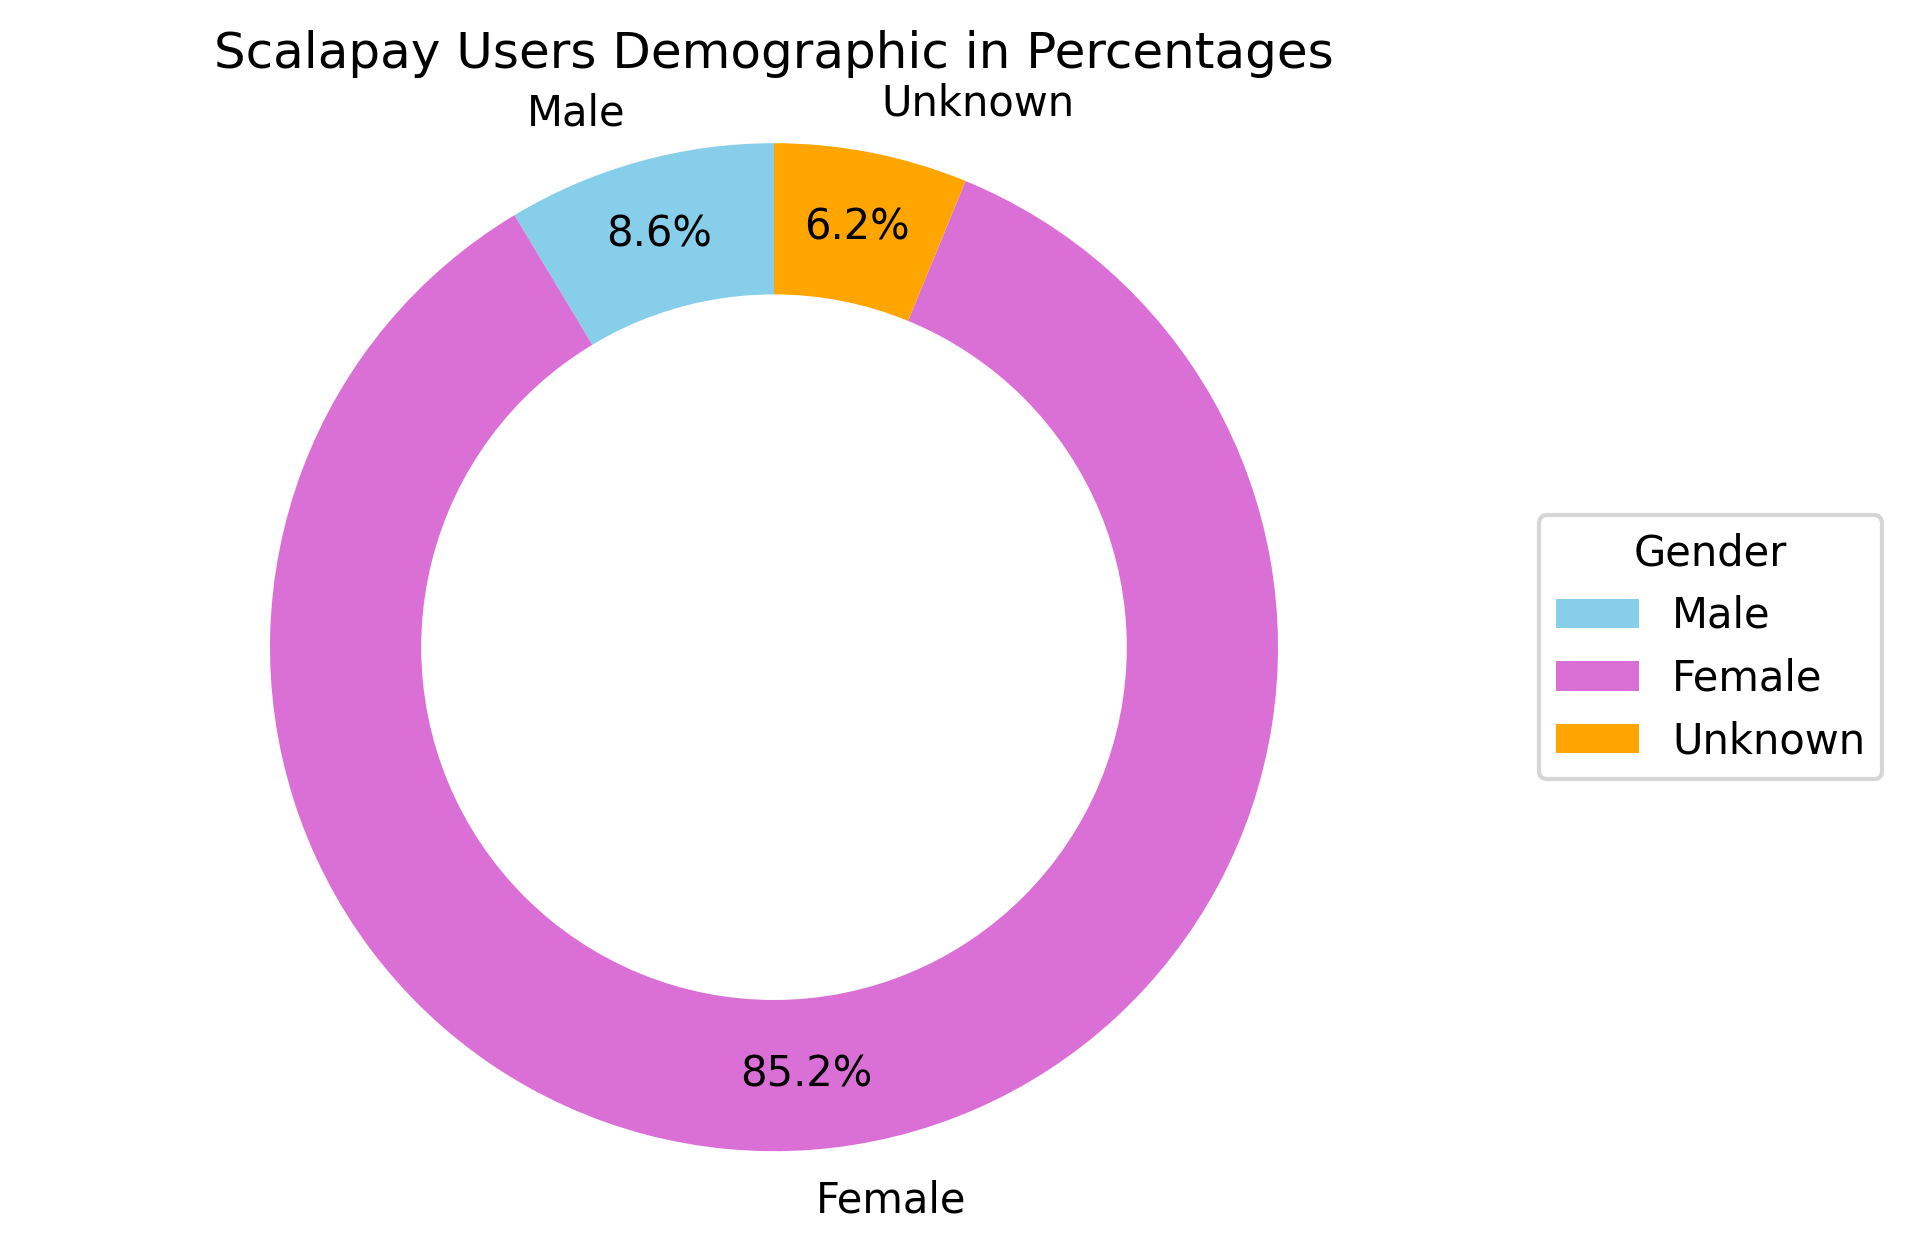 Scalapay Users Demographic in Percentages
Male
Unknown
8.6%
6.2%
85.2%
Female
Gender
Male
Female
Unknown